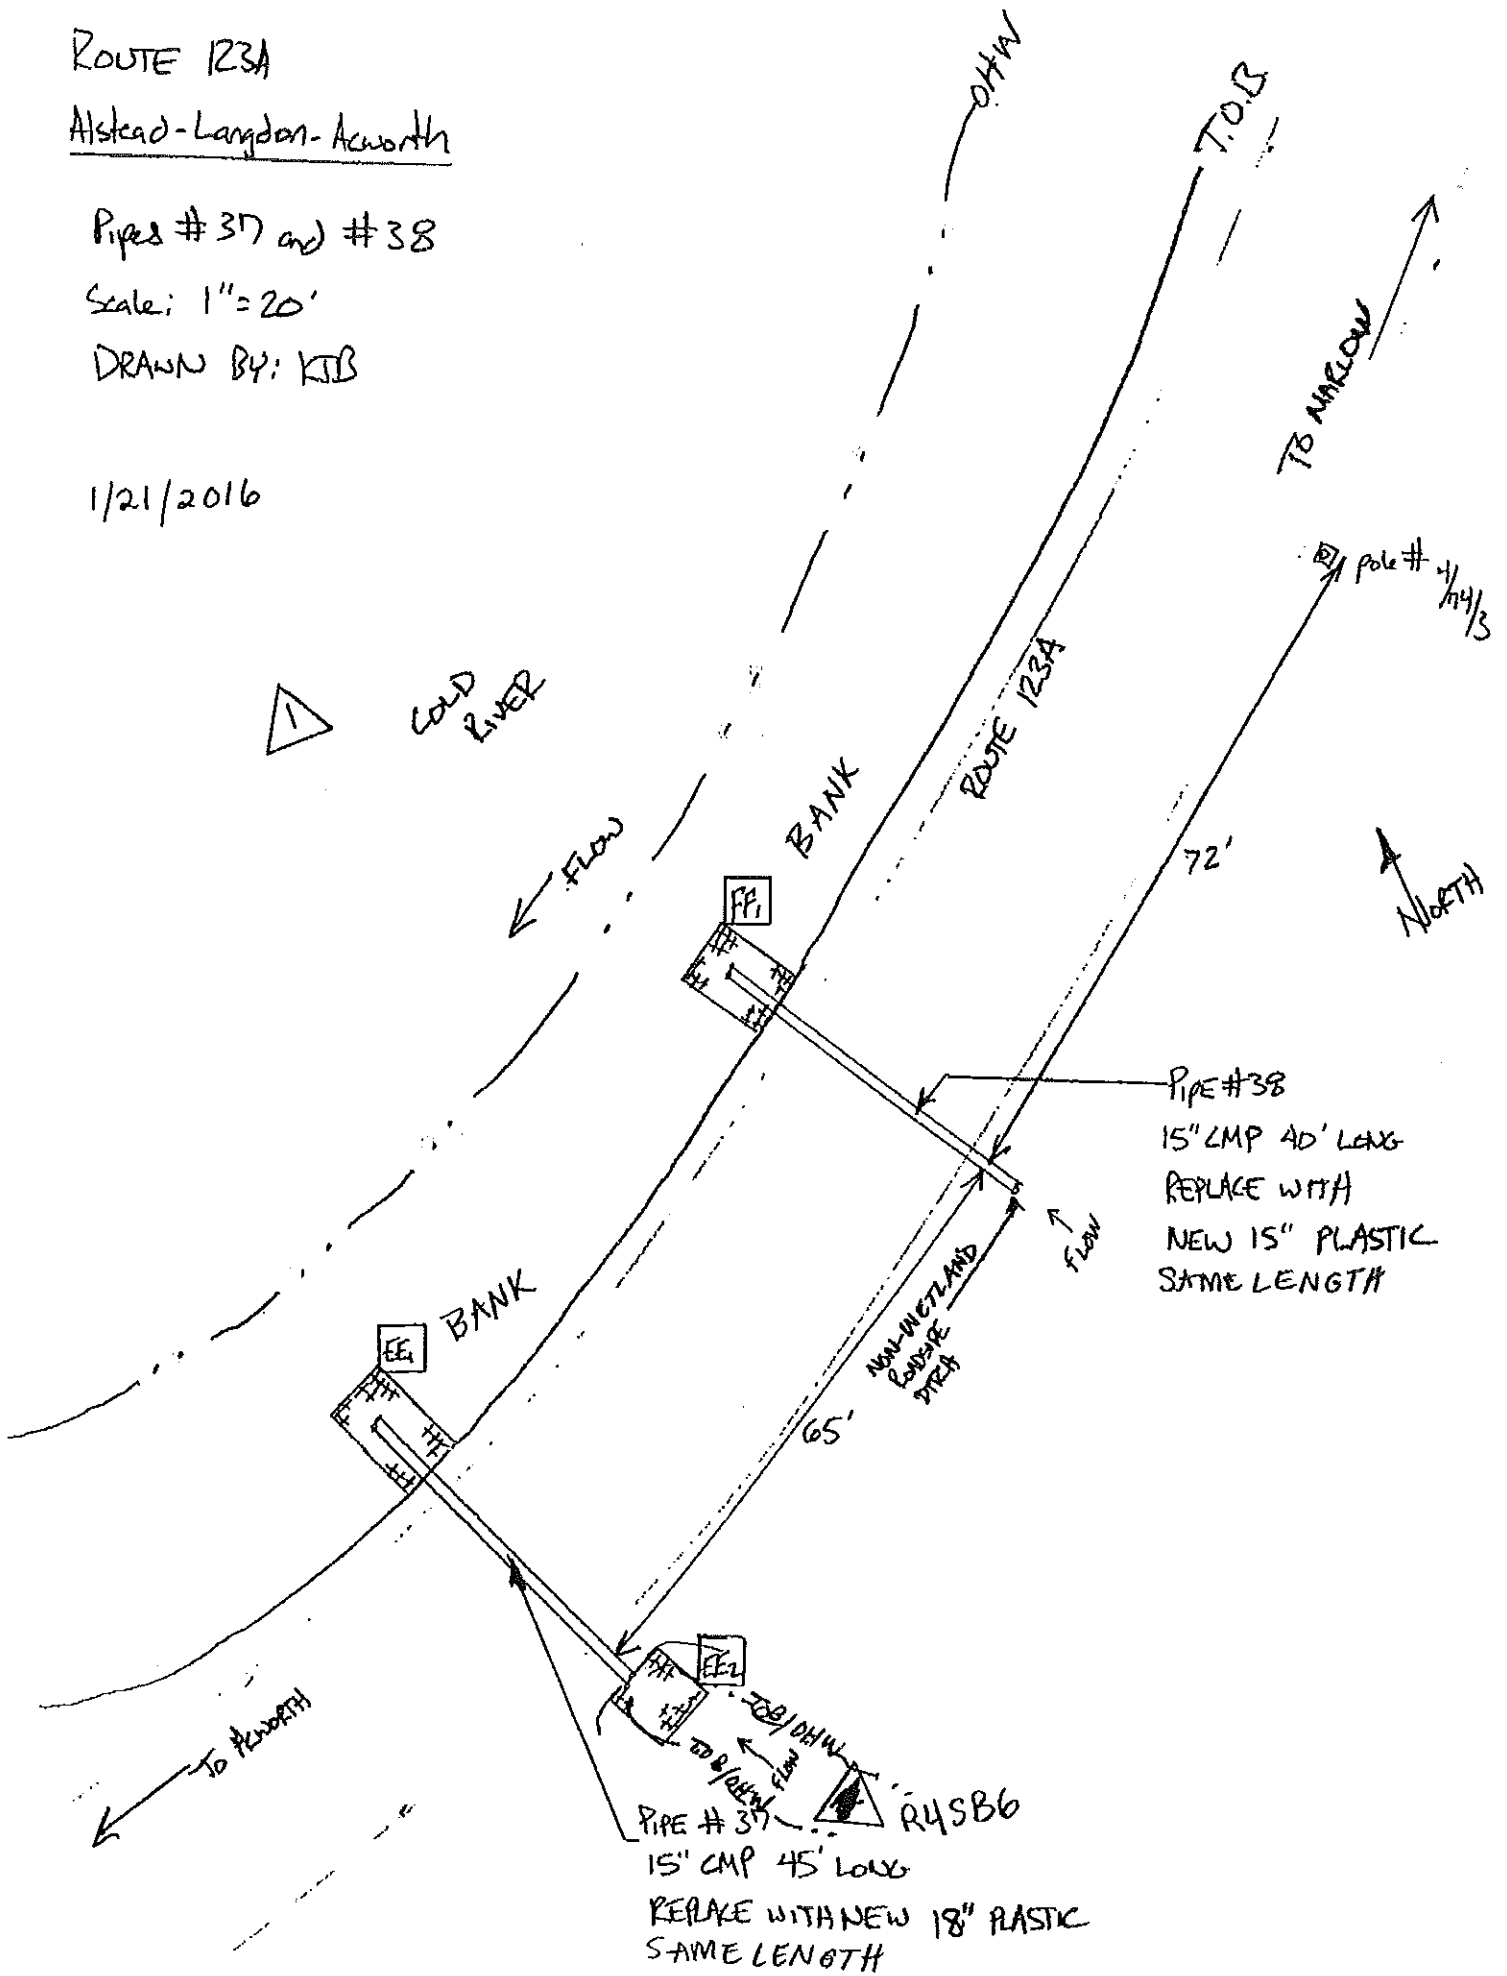 ROUTE 123A
Alstead-Langdon-Acworth
Pipes #37 and #38
Scale: 1"=20'
DRAWN BY: KTB
1/21/2016
OHW
T.O.B
TO MARLOW
pole #
1
COLD
RIVER
ROUTE 123A
BANK
FLOW
72'
FF1
NORTH
PIPE #38
15" CMP 40' LONG
REPLACE WITH
NEW 15" PLASTIC
SAME LENGTH
FLOW
NON-WETLAND
ROADSIDE
DITCH
BANK
EE1
65'
EE2
TOB/OHW
TOB/OHW
FLOW
TO ACWORTH
R4SB6
PIPE #37
15" CMP 45' LONG
REPLACE WITH NEW 18" PLASTIC
SAME LENGTH